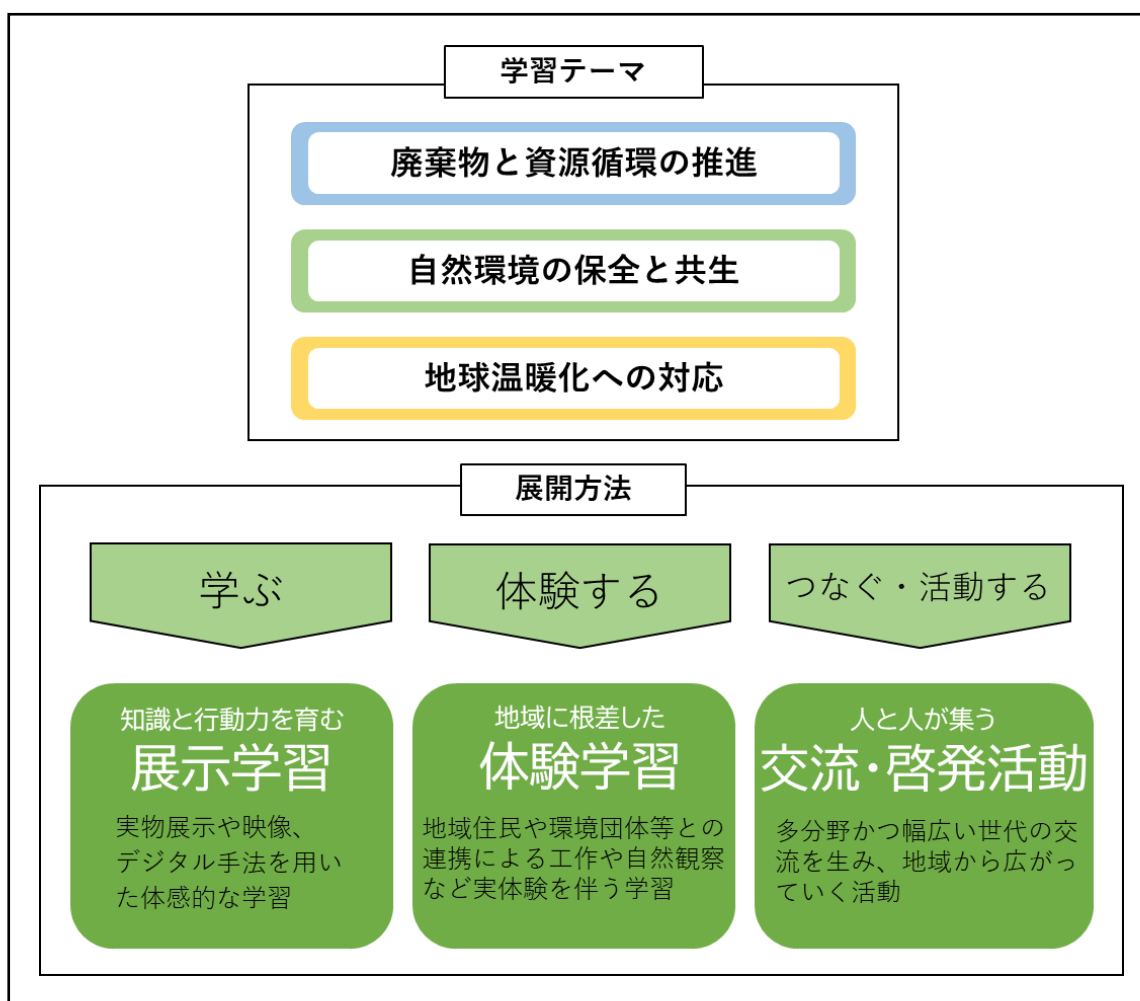 学習テーマ
廃棄物と資源循環の推進
自然環境の保全と共生
地球温暖化への対応
展開方法
学ぶ
体験する
つなぐ・活動する
知識と行動力を育む
展示学習
実物展示や映像、
デジタル手法を用い
た体感的な学習
地域に根差した
体験学習
地域住民や環境団体等との
連携による工作や自然観察
など実体験を伴う学習
人と人が集う
交流・啓発活動
多分野かつ幅広い世代の交
流を生み、地域から広がっ
ていく活動